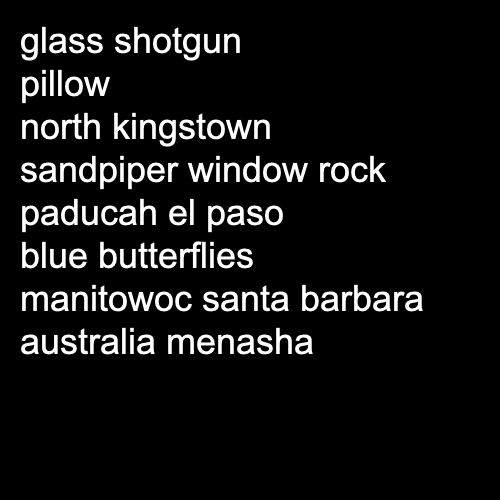 glass shotgun
pillow
north kingstown
sandpiper window rock
paducah el paso
blue butterflies
manitowoc santa barbara
australia menasha